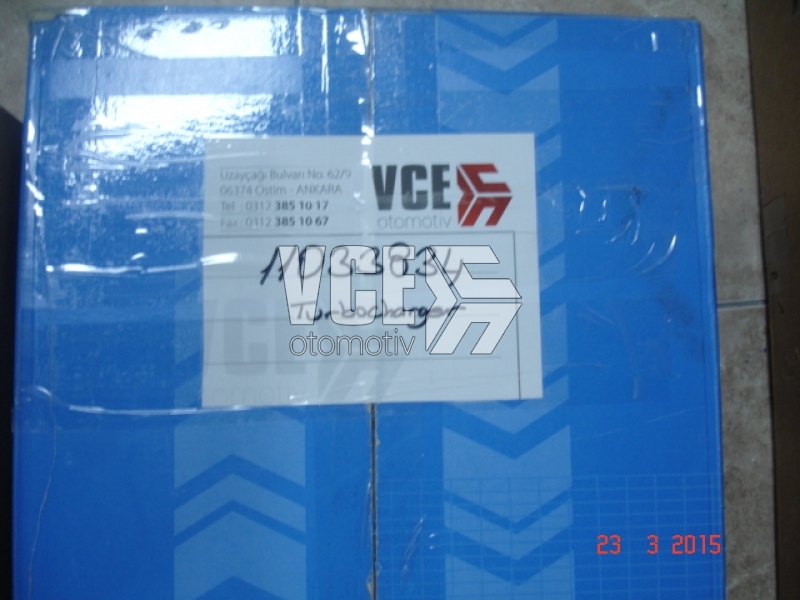 Uzayçağı Bulvarı No. 62/9
06374 Ostim - ANKARA
Tel : 0312 385 10 17
Fax : 0312 385 10 67
VCE
otomotiv
11033834
Turbocharger
VCE
otomotiv
23 3 2015